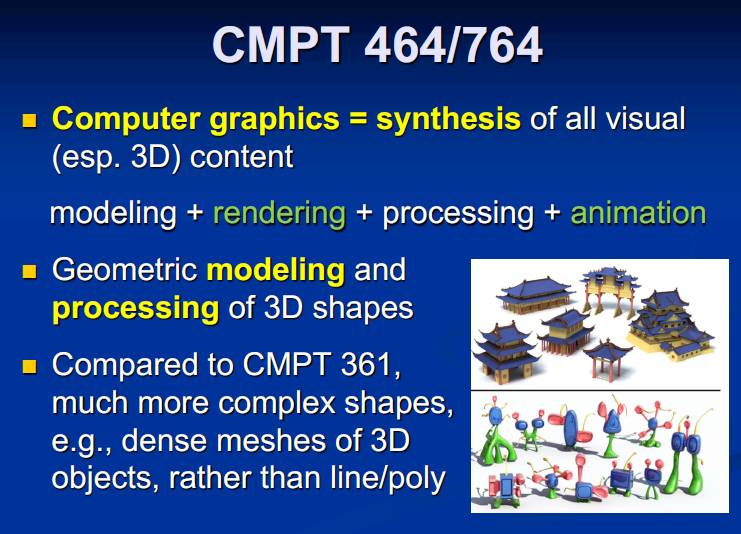 CMPT 464/764
Computer graphics = synthesis of all visual
(esp. 3D) content
modeling + rendering + processing + animation
Geometric modeling and
processing of 3D shapes
Compared to CMPT 361,
much more complex shapes,
e.g., dense meshes of 3D
objects, rather than line/poly